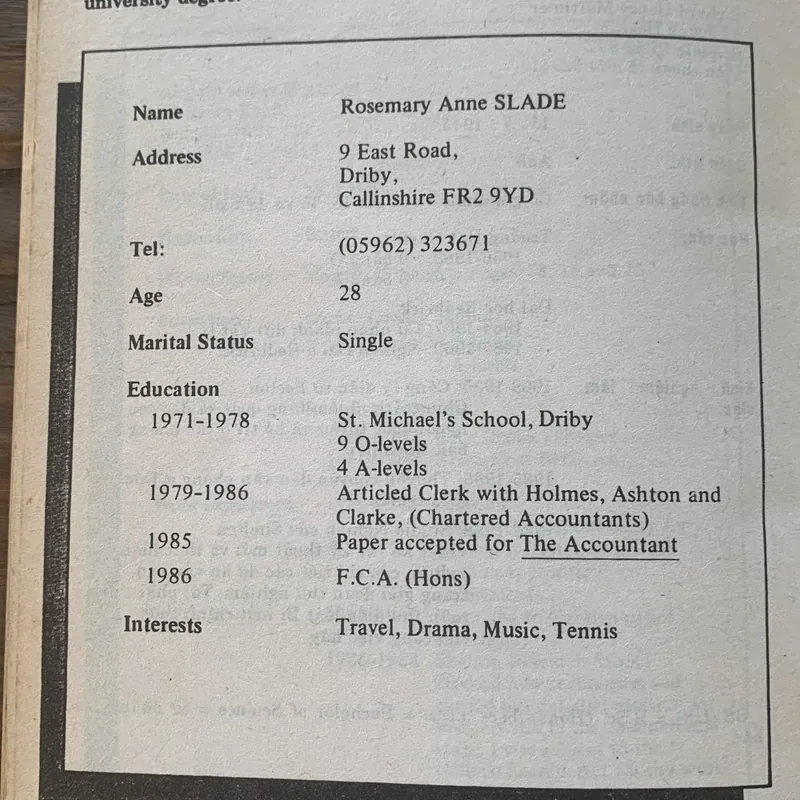 university degree.
Name Rosemary Anne SLADE
Address 9 East Road,
Driby,
Callinshire FR2 9YD
Tel: (05962) 323671
Age 28
Marital Status Single
Education
1971-1978 St. Michael's School, Driby
9 O-levels
4 A-levels
1979-1986 Articled Clerk with Holmes, Ashton and
Clarke, (Chartered Accountants)
1985 Paper accepted for The Accountant
1986 F.C.A. (Hons)
Interests Travel, Drama, Music, Tennis